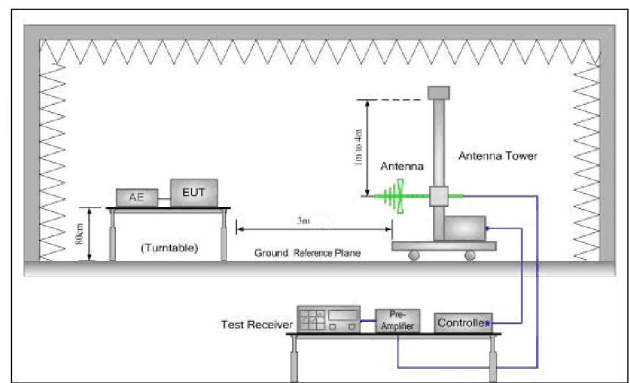 1m to 4m
Antenna
Antenna Tower
AE
EUT
3m
80cm
(Turntable)
Ground Reference Plane
Test Receiver
Pre-
Amplifier
Controller